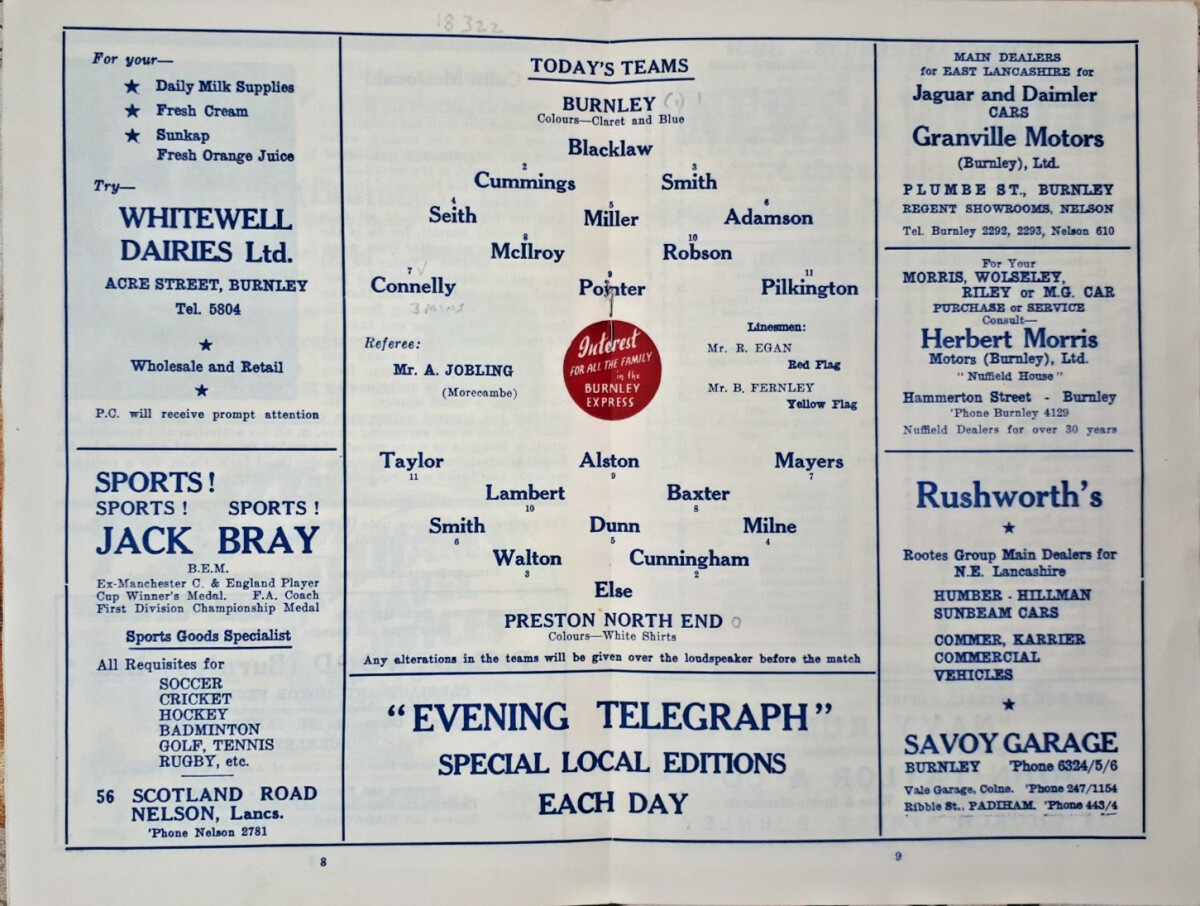 18322
For your—
★ Daily Milk Supplies
★ Fresh Cream
★ Sunkap
Fresh Orange Juice
Try—
WHITEWELL
DAIRIES Ltd.
ACRE STREET, BURNLEY
Tel. 5804
★
Wholesale and Retail
★
P.C. will receive prompt attention
SPORTS!
SPORTS! SPORTS!
JACK BRAY
B.E.M.
Ex-Manchester C. & England Player
Cup Winner's Medal. F.A. Coach
First Division Championship Medal
Sports Goods Specialist
All Requisites for
SOCCER
CRICKET
HOCKEY
BADMINTON
GOLF, TENNIS
RUGBY, etc.
56 SCOTLAND ROAD
NELSON, Lancs.
'Phone Nelson 2781
8
TODAY'S TEAMS
BURNLEY (1) 1
Colours—Claret and Blue
Blacklaw
2 3
Cummings Smith
4 5 6
Seith Miller Adamson
8 10
McIlroy Robson
7 ✓ 9 11
Connelly Pointer Pilkington
3 MINS
Referee:
Mr. A. JOBLING
(Morecambe)
Interest
FOR ALL THE FAMILY
in the
BURNLEY
EXPRESS
Linesmen:
Mr. R. EGAN
Red Flag
Mr. B. FERNLEY
Yellow Flag
Taylor Alston Mayers
11 9 7
Lambert Baxter
10 8
Smith Dunn Milne
6 5 4
Walton Cunningham
3 2
Else
PRESTON NORTH END 0
Colours—White Shirts
Any alterations in the teams will be given over the loudspeaker before the match
"EVENING TELEGRAPH"
SPECIAL LOCAL EDITIONS
EACH DAY
MAIN DEALERS
for EAST LANCASHIRE for
Jaguar and Daimler
CARS
Granville Motors
(Burnley), Ltd.
PLUMBE ST., BURNLEY
REGENT SHOWROOMS, NELSON
Tel. Burnley 2292, 2293, Nelson 610
For Your
MORRIS, WOLSELEY,
RILEY or M.G. CAR
PURCHASE or SERVICE
Consult—
Herbert Morris
Motors (Burnley), Ltd.
"Nuffield House"
Hammerton Street - Burnley
'Phone Burnley 4129
Nuffield Dealers for over 30 years
Rushworth's
★
Rootes Group Main Dealers for
N.E. Lancashire
HUMBER - HILLMAN
SUNBEAM CARS
COMMER, KARRIER
COMMERCIAL
VEHICLES
★
SAVOY GARAGE
BURNLEY 'Phone 6324/5/6
Vale Garage, Colne. 'Phone 247/1154
Ribble St., PADIHAM. 'Phone 443/4
9